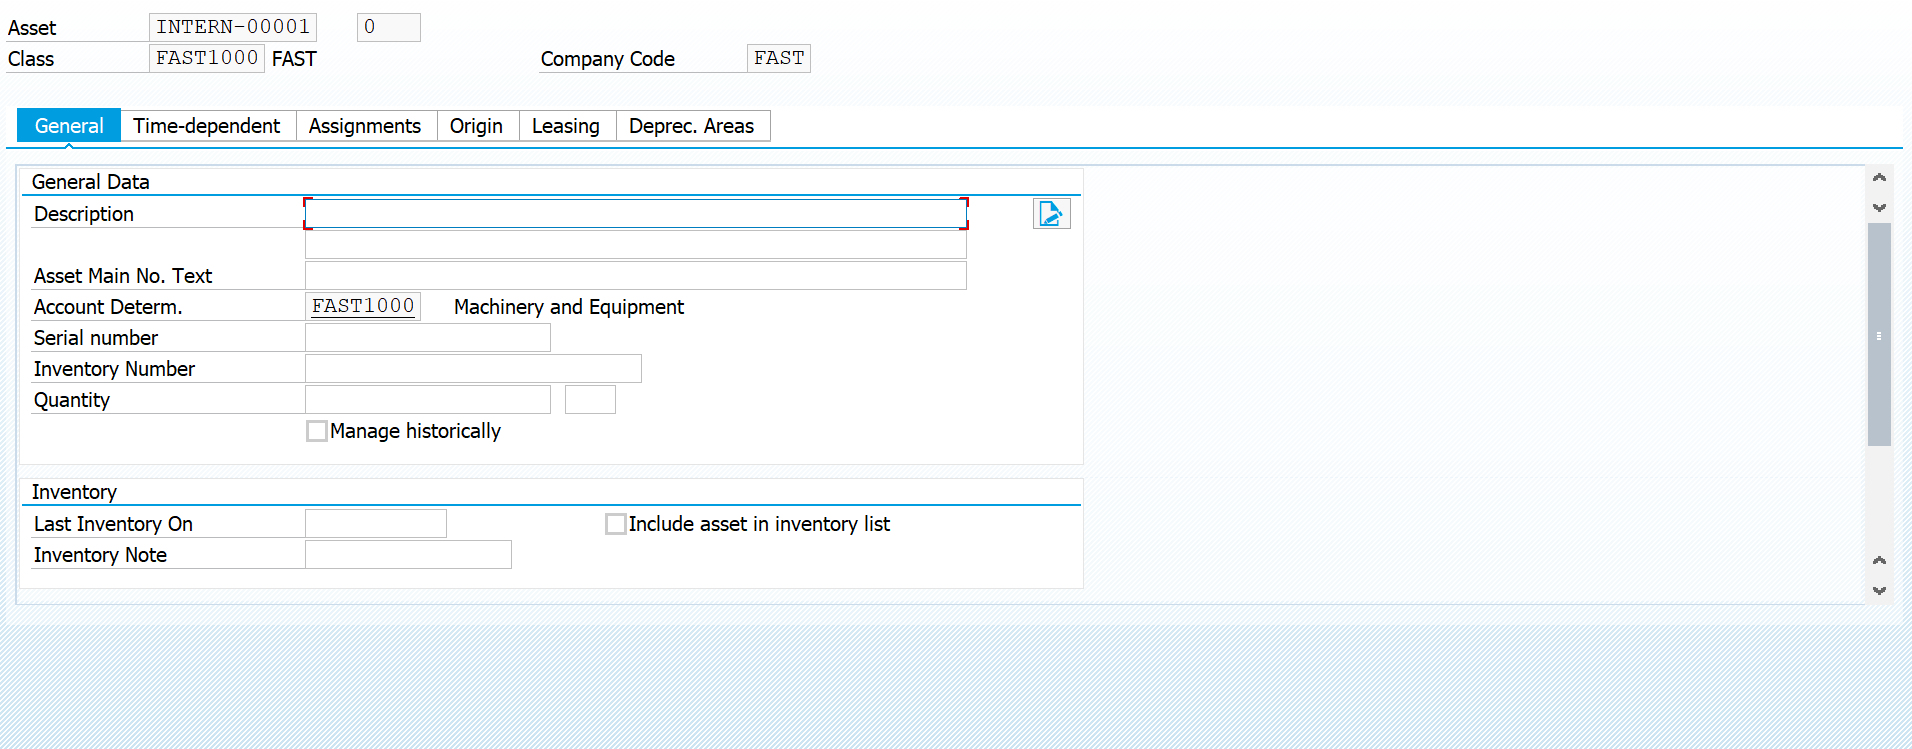 Asset INTERN-00001 0
Class FAST1000 FAST Company Code FAST
General Time-dependent Assignments Origin Leasing Deprec. Areas
General Data
Description
Asset Main No. Text
Account Determ. FAST1000 Machinery and Equipment
Serial number
Inventory Number
Quantity
Manage historically
Inventory
Last Inventory On Include asset in inventory list
Inventory Note